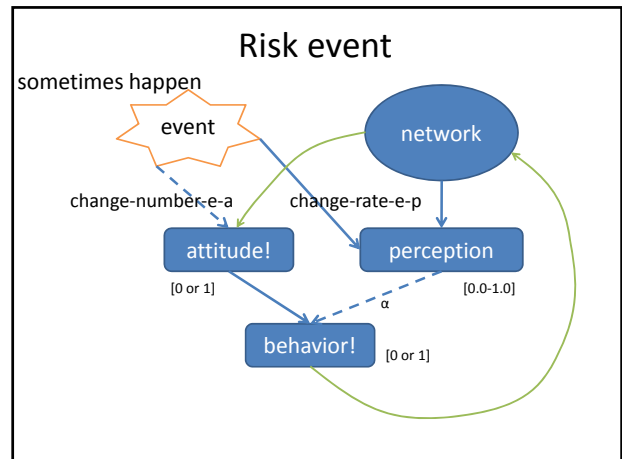 Risk event
sometimes happen
event
network
change-number-e-a
change-rate-e-p
attitude!
perception
[0 or 1]
[0.0-1.0]
α
behavior!
[0 or 1]